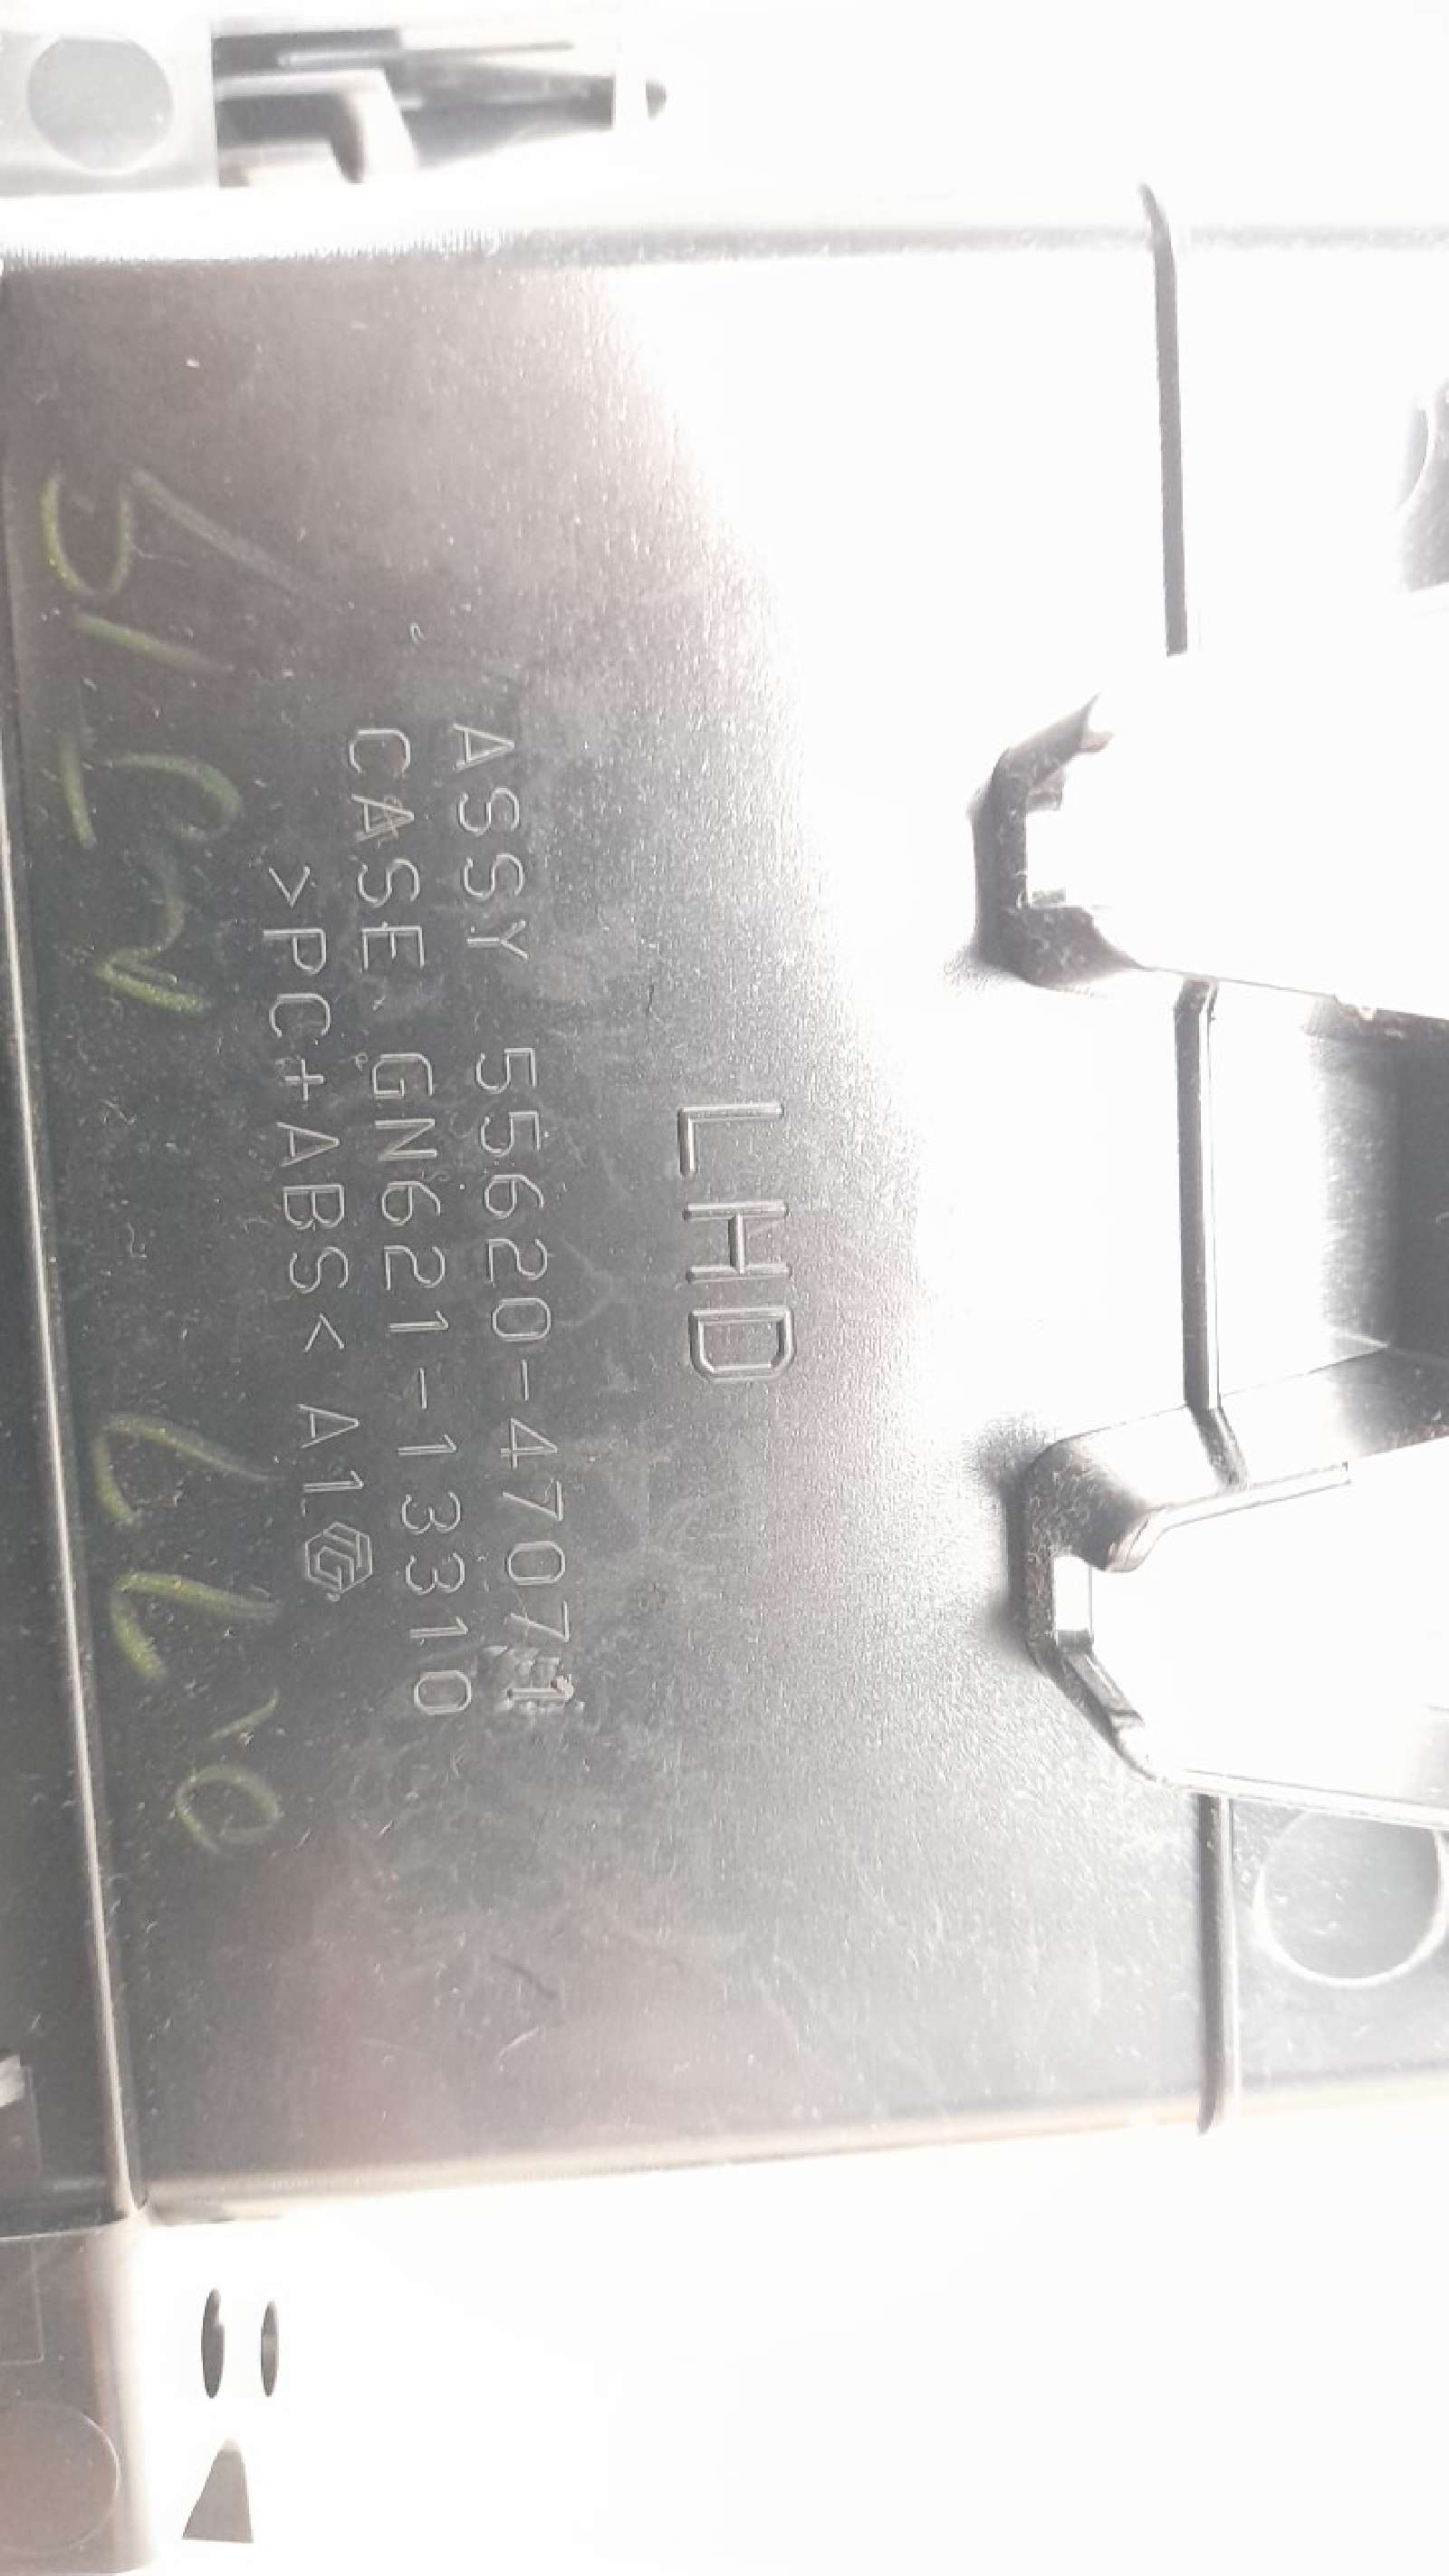 LHD
ASSY 55620-47071
CASE GN621-13310
>PC+ABS< A1